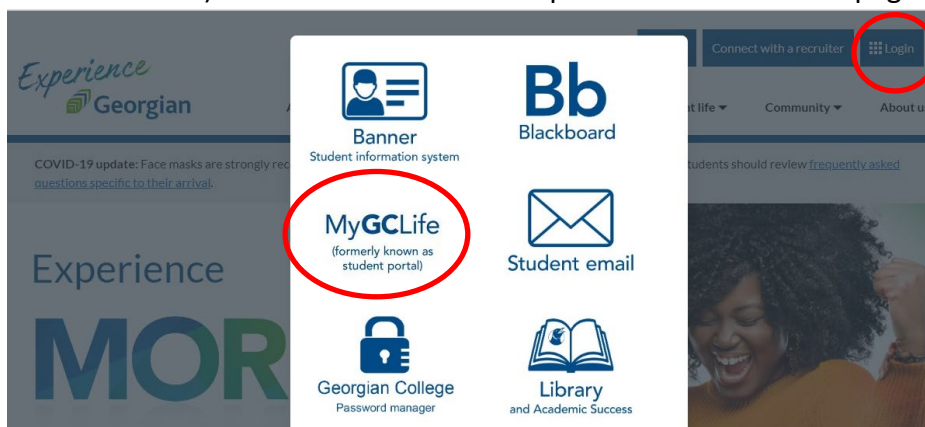 Connect with a recruiter
Login
Experience
Georgian
nt life
Community
About u
COVID-19 update: Face masks are strongly rec
tudents should review frequently asked
questions specific to their arrival.
Banner
Student information system
Bb
Blackboard
MyGCLife
(formerly known as
student portal)
Student email
Georgian College
Password manager
Library
and Academic Success
Experience
MOR